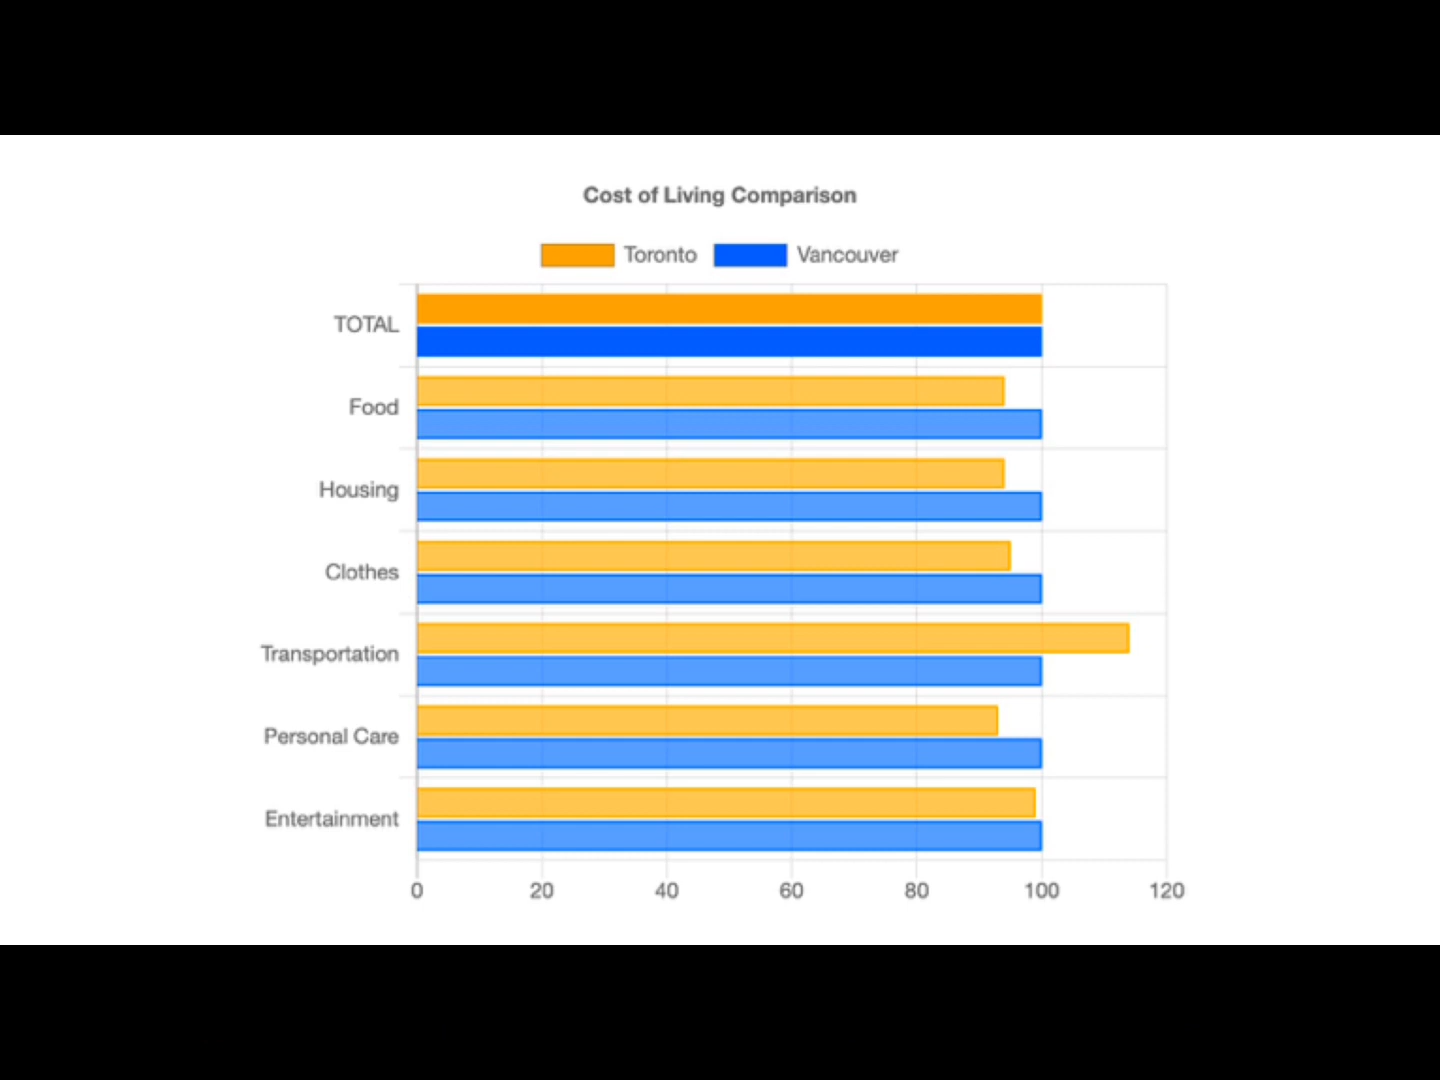 Cost of Living Comparison
Toronto Vancouver
TOTAL
Food
Housing
Clothes
Transportation
Personal Care
Entertainment
0 20 40 60 80 100 120